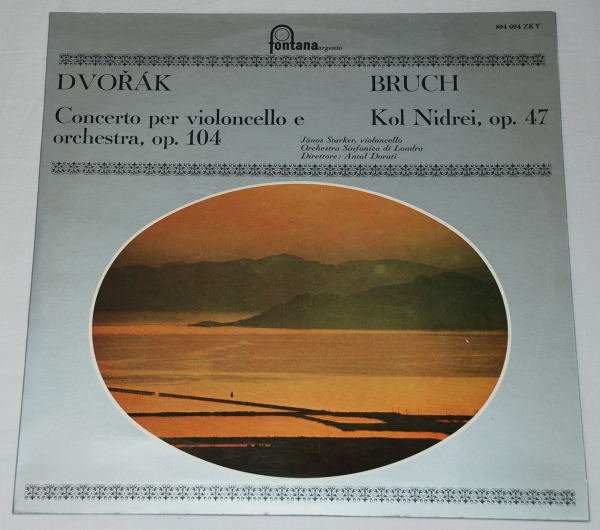 fontana argento
894 024 ZKY
DVOŘÁK
Concerto per violoncello e
orchestra, op. 104
BRUCH
Kol Nidrei, op. 47
János Starker, violoncello
Orchestra Sinfonica di Londra
Direttore: Antal Dorati